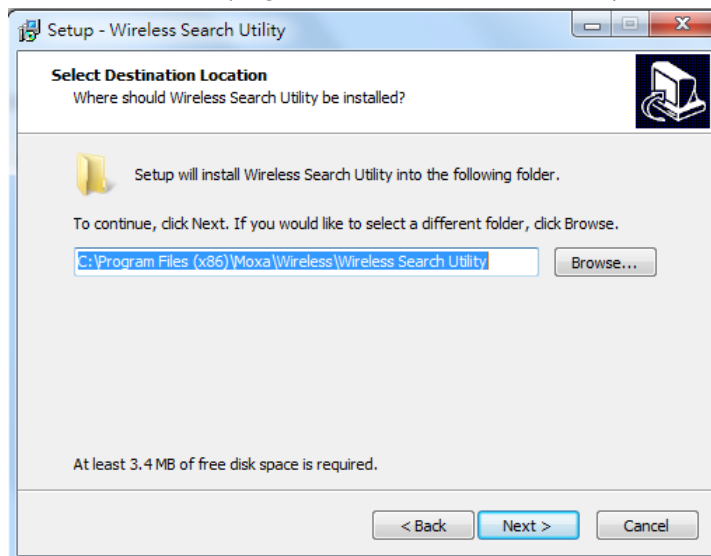 Setup - Wireless Search Utility
Select Destination Location
Where should Wireless Search Utility be installed?
Setup will install Wireless Search Utility into the following folder.
To continue, click Next. If you would like to select a different folder, click Browse.
C:\Program Files (x86)\Moxa\Wireless\Wireless Search Utility
Browse...
At least 3.4 MB of free disk space is required.
< Back Next > Cancel